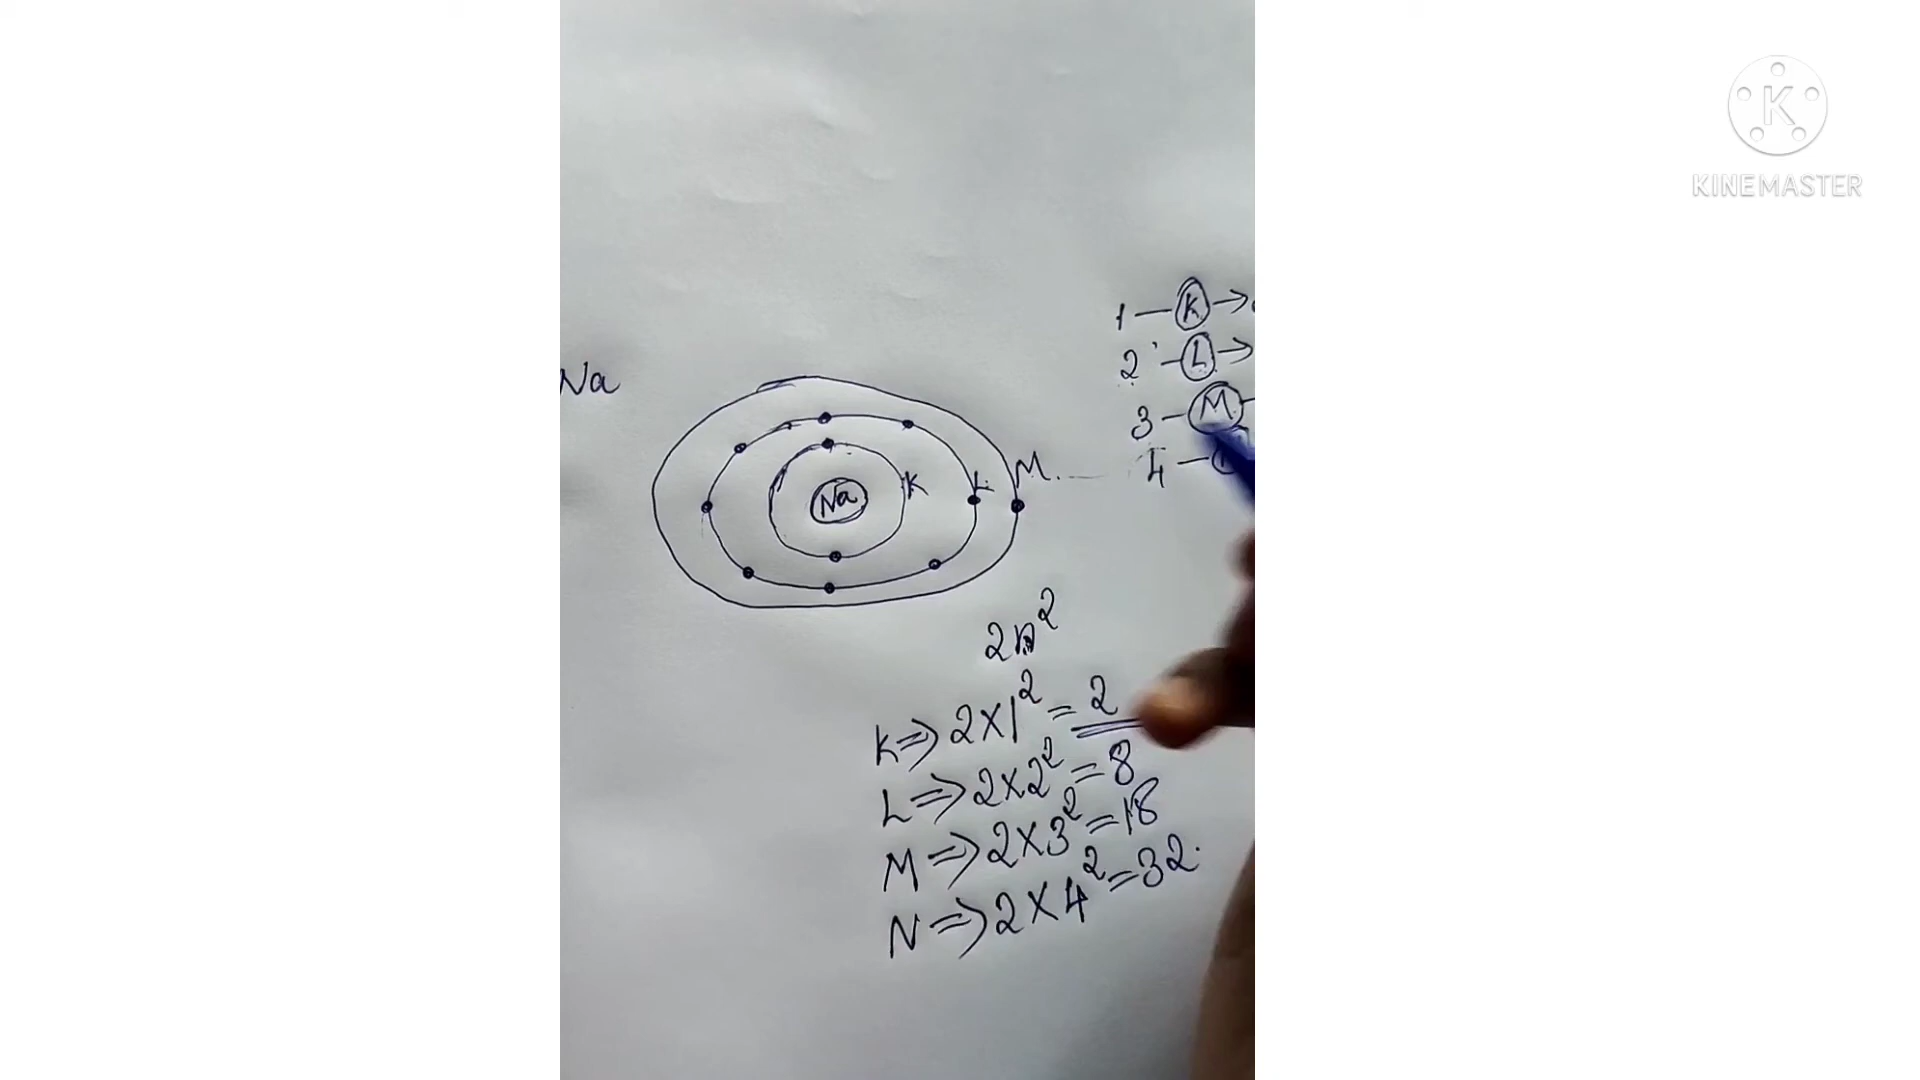 K
KINEMASTER
1 — K →
2 — L →
3 — M —
4 —
Na
Na K L M
2n²
K ⇒ 2×1² = 2
L ⇒ 2×2² = 8
M ⇒ 2×3² = 18
N ⇒ 2×4² = 32.